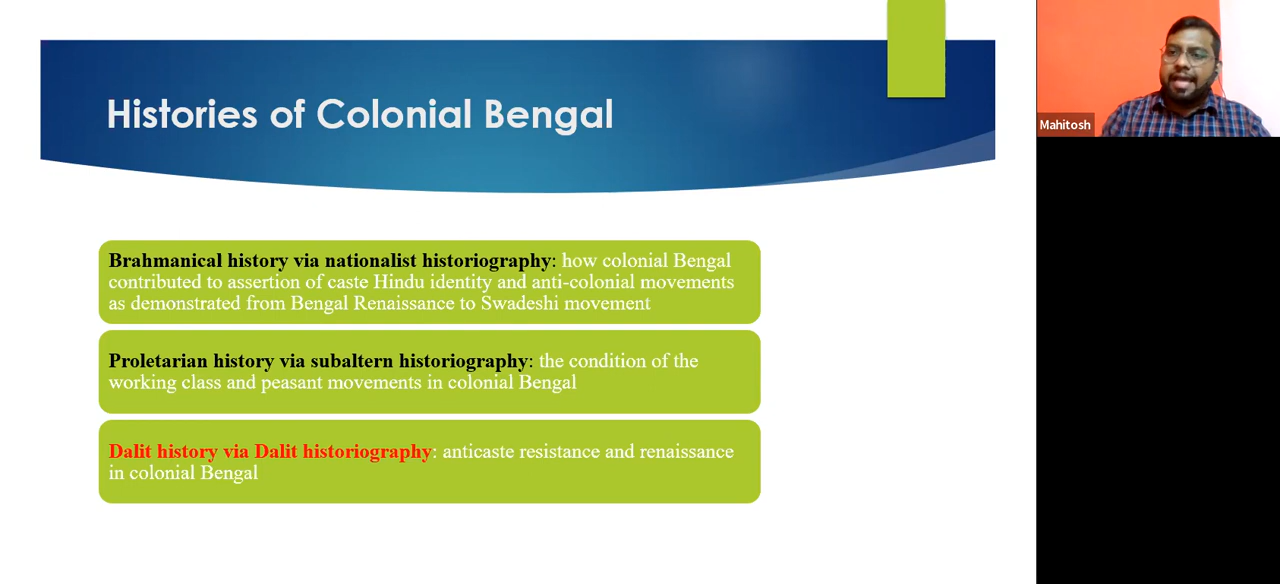 Histories of Colonial Bengal
Mahitosh
Brahmanical history via nationalist historiography: how colonial Bengal
contributed to assertion of caste Hindu identity and anti-colonial movements
as demonstrated from Bengal Renaissance to Swadeshi movement
Proletarian history via subaltern historiography: the condition of the
working class and peasant movements in colonial Bengal
Dalit history via Dalit historiography: anticaste resistance and renaissance
in colonial Bengal